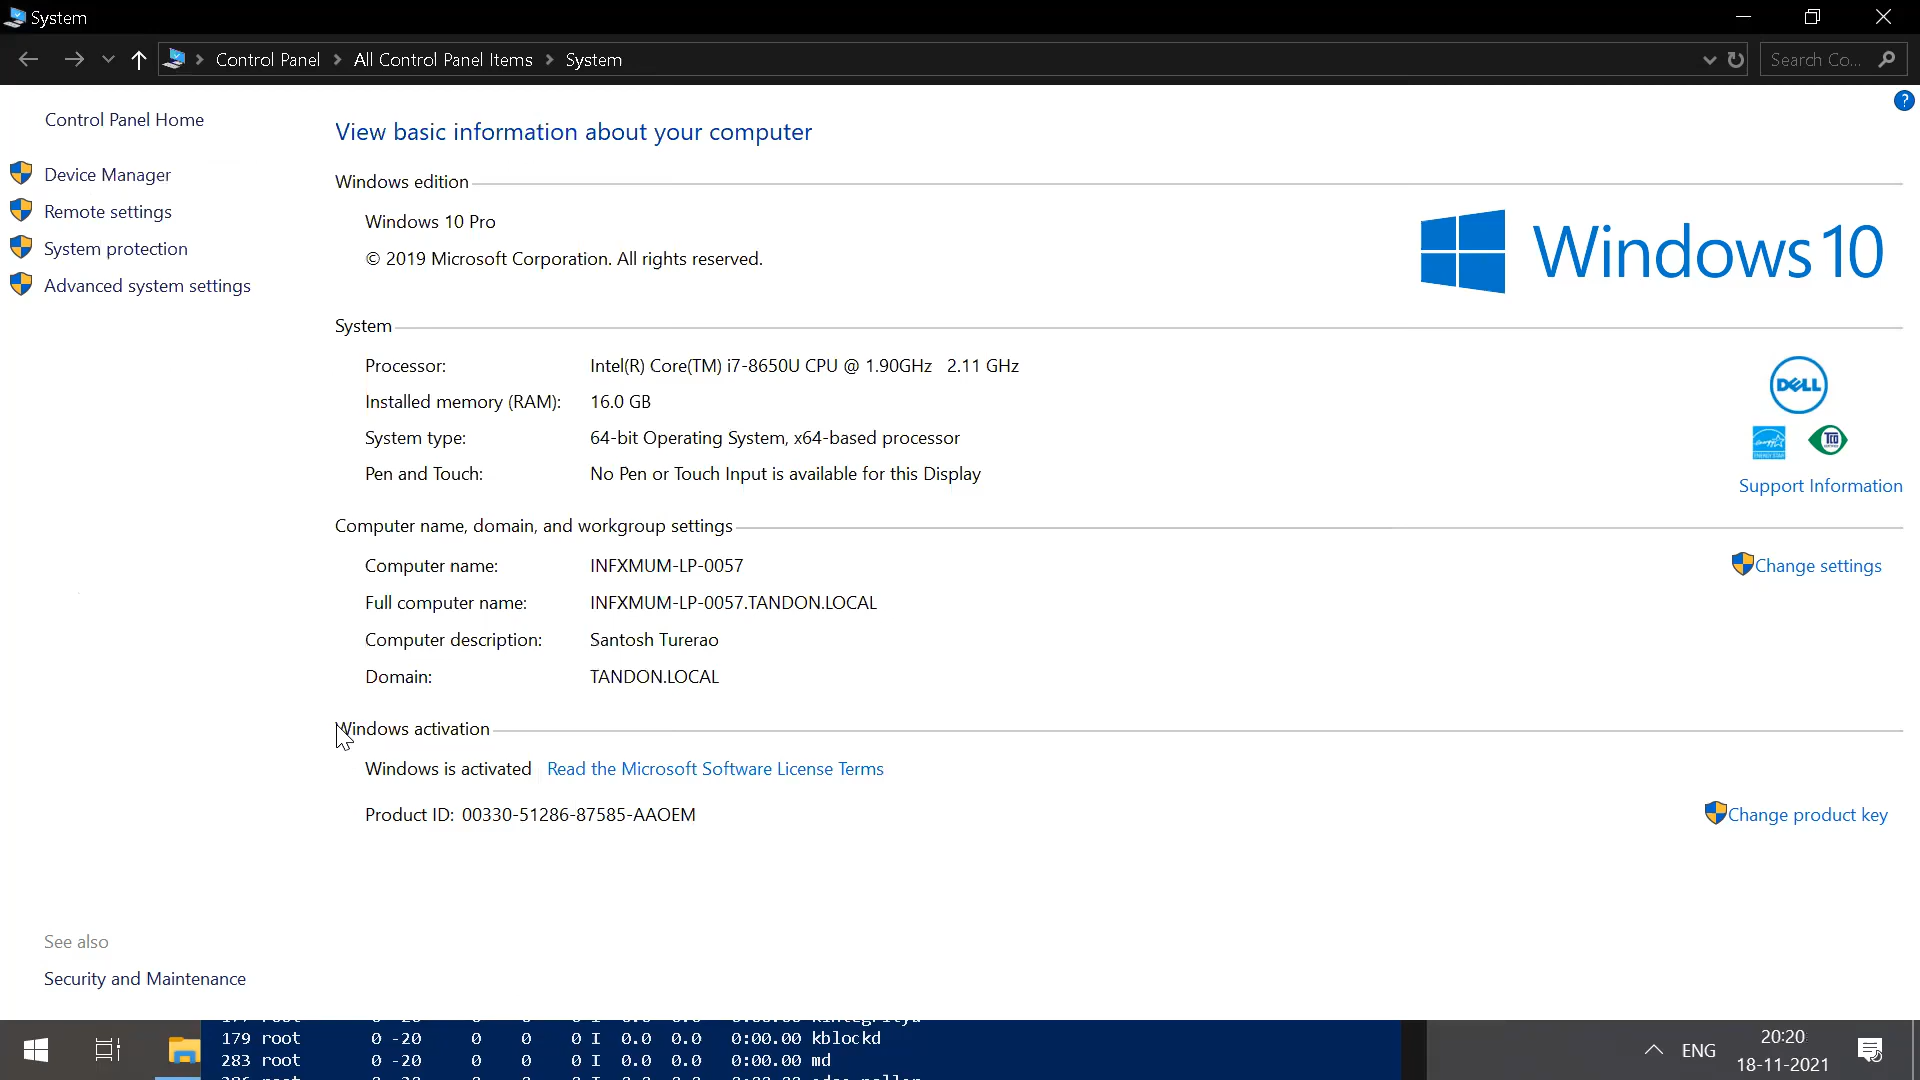 System
Control Panel > All Control Panel Items > System
Search Co...
Control Panel Home
Device Manager
Remote settings
System protection
Advanced system settings
View basic information about your computer
Windows edition
Windows 10 Pro
© 2019 Microsoft Corporation. All rights reserved.
Windows 10
System
Processor: Intel(R) Core(TM) i7-8650U CPU @ 1.90GHz 2.11 GHz
Installed memory (RAM): 16.0 GB
System type: 64-bit Operating System, x64-based processor
Pen and Touch: No Pen or Touch Input is available for this Display
DELL
Support Information
Computer name, domain, and workgroup settings
Computer name: INFXMUM-LP-0057
Change settings
Full computer name: INFXMUM-LP-0057.TANDON.LOCAL
Computer description: Santosh Turerao
Domain: TANDON.LOCAL
Windows activation
Windows is activated Read the Microsoft Software License Terms
Product ID: 00330-51286-87585-AAOEM
Change product key
See also
Security and Maintenance
179 root 0 -20 0 0 0 I 0.0 0.0 0:00.00 kblockd
283 root 0 -20 0 0 0 I 0.0 0.0 0:00.00 md
ENG
20:20
18-11-2021